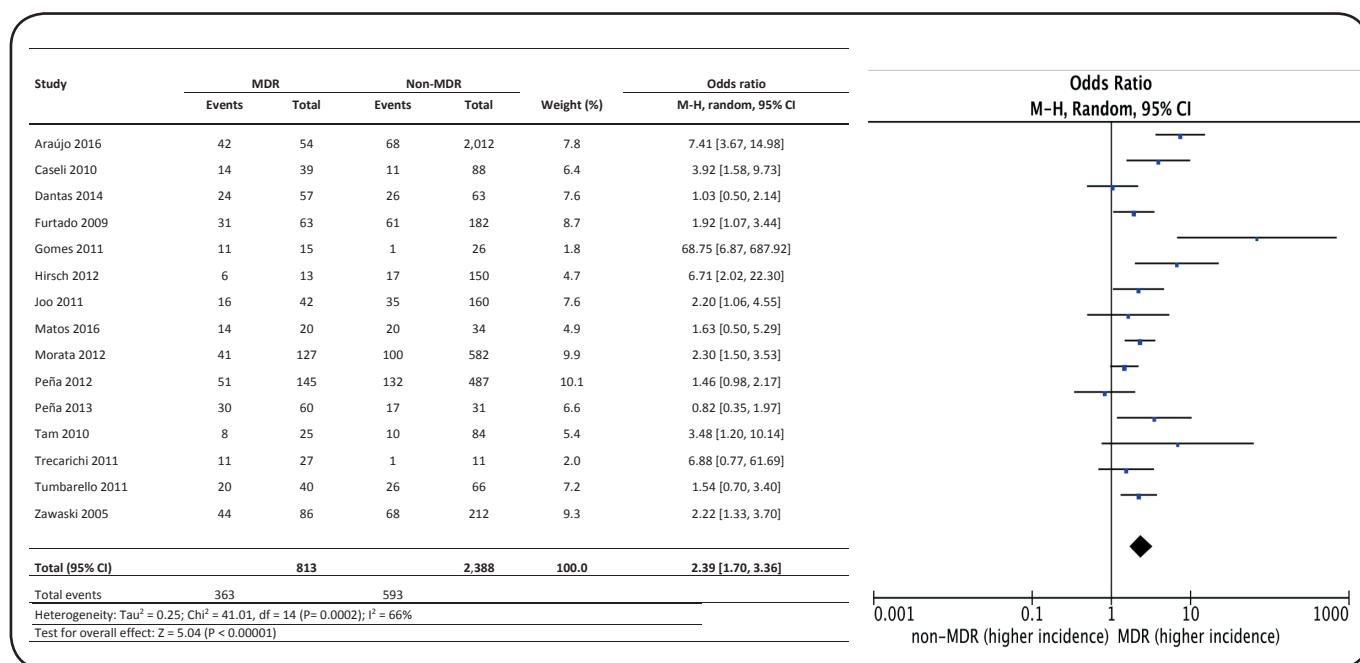 Study MDR Non-MDR Odds ratio
Events Total Events Total Weight (%) M-H, random, 95% CI
Araújo 2016 42 54 68 2,012 7.8 7.41 [3.67, 14.98]
Caseli 2010 14 39 11 88 6.4 3.92 [1.58, 9.73]
Dantas 2014 24 57 26 63 7.6 1.03 [0.50, 2.14]
Furtado 2009 31 63 61 182 8.7 1.92 [1.07, 3.44]
Gomes 2011 11 15 1 26 1.8 68.75 [6.87, 687.92]
Hirsch 2012 6 13 17 150 4.7 6.71 [2.02, 22.30]
Joo 2011 16 42 35 160 7.6 2.20 [1.06, 4.55]
Matos 2016 14 20 20 34 4.9 1.63 [0.50, 5.29]
Morata 2012 41 127 100 582 9.9 2.30 [1.50, 3.53]
Peña 2012 51 145 132 487 10.1 1.46 [0.98, 2.17]
Peña 2013 30 60 17 31 6.6 0.82 [0.35, 1.97]
Tam 2010 8 25 10 84 5.4 3.48 [1.20, 10.14]
Trecarichi 2011 11 27 1 11 2.0 6.88 [0.77, 61.69]
Tumbarello 2011 20 40 26 66 7.2 1.54 [0.70, 3.40]
Zawaski 2005 44 86 68 212 9.3 2.22 [1.33, 3.70]
Total (95% CI) 813 2,388 100.0 2.39 [1.70, 3.36]
Total events 363 593
Heterogeneity: Tau² = 0.25; Chi² = 41.01, df = 14 (P= 0.0002); I² = 66%
Test for overall effect: Z = 5.04 (P < 0.00001)
Odds Ratio
M-H, Random, 95% CI
0.001 0.1 1 10 1000
non-MDR (higher incidence) MDR (higher incidence)